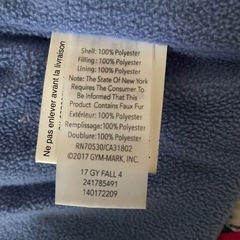 Ne pas enlever avant la livraison
Shell: 100% Polyester
Filling: 100% Polyester
Lining: 100% Polyester
Note: The State Of New York
Requires The Consumer To
Be Informed That This
Product Contains Faux Fur
Extérieur: 100% Polyester
Remplissage: 100% Polyester
Doublure: 100% Polyester
RN70530/CA31802
©2017 GYM-MARK, INC.
17 GY FALL 4
241785491
140172209